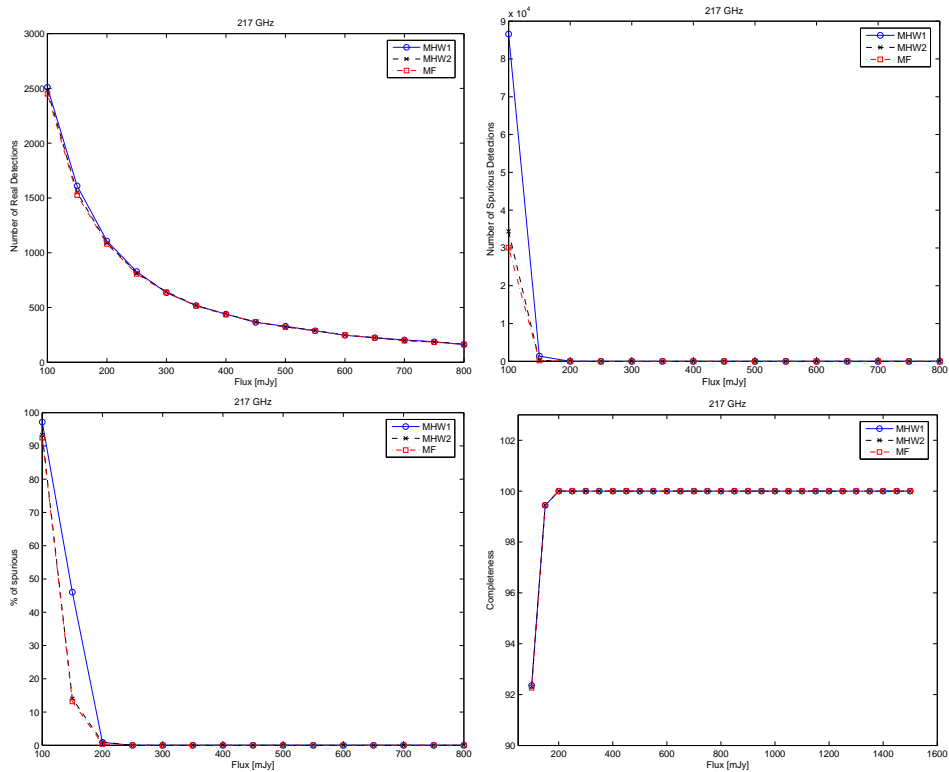 217 GHz
Number of Real Detections
3000
2500
2000
1500
1000
500
0
100 200 300 400 500 600 700 800
Flux [mJy]
MHW1
MHW2
MF
217 GHz
x 10^4
Number of Spurious Detections
9
8
7
6
5
4
3
2
1
0
100 200 300 400 500 600 700 800
Flux [mJy]
MHW1
MHW2
MF
217 GHz
% of spurious
100
90
80
70
60
50
40
30
20
10
0
100 200 300 400 500 600 700 800
Flux [mJy]
MHW1
MHW2
MF
217 GHz
Completeness
102
100
98
96
94
92
90
200 400 600 800 1000 1200 1400 1600
Flux [mJy]
MHW1
MHW2
MF